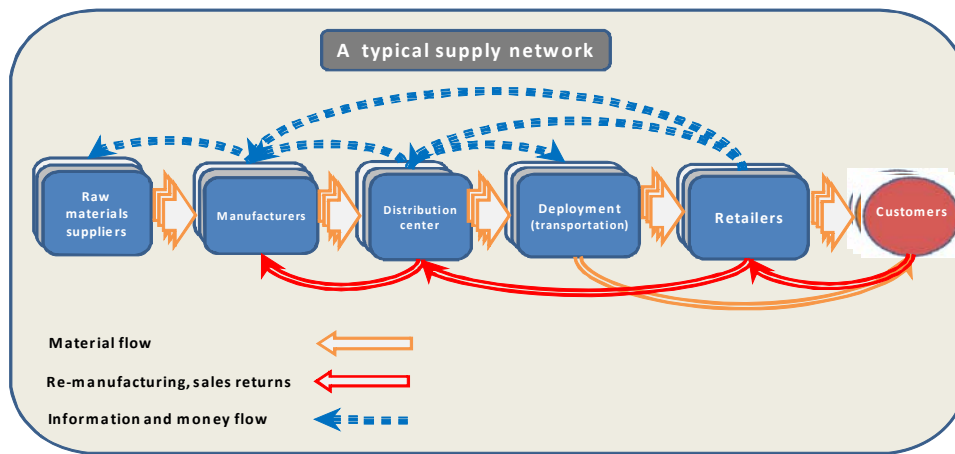 A typical supply network
Raw
materials
suppliers
Manufacturers
Distribution
center
Deployment
(transportation)
Retailers
Customers
Material flow
Re-manufacturing, sales returns
Information and money flow